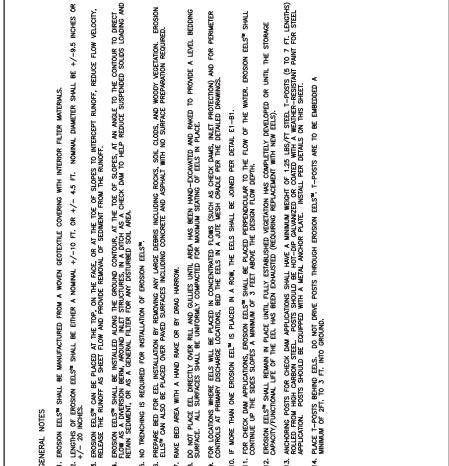 GENERAL NOTES
1. EROSION EELS™ SHALL BE MANUFACTURED FROM A WOVEN GEOTEXTILE COVERING WITH INTERIOR FILTER MATERIALS.
2. LENGTHS OF EROSION EELS™ SHALL BE EITHER A NOMINAL +/-10 FT. OR +/- 4.5 FT. NOMINAL DIAMETER SHALL BE +/-9.5 INCHES OR
+/- 20 INCHES.
3. EROSION EELS™ CAN BE PLACED AT THE TOP, ON THE FACE, OR AT THE TOE OF SLOPES TO INTERCEPT RUNOFF, REDUCE FLOW VELOCITY,
RELEASE THE RUNOFF AS SHEET FLOW AND PROVIDE REMOVAL OF SEDIMENT FROM THE RUNOFF.
4. EROSION EELS™ SHALL BE INSTALLED ALONG THE GROUND CONTOUR, AT THE TOE OF SLOPES, AT AN ANGLE TO THE CONTOUR TO DIRECT
FLOW AS A DIVERSION BERM, AROUND INLET STRUCTURES, IN A DITCH AS A CHECK DAM TO HELP REDUCE SUSPENDED SOLIDS LOADING AND
RETAIN SEDIMENT, OR AS A GENERAL FILTER FOR ANY DISTURBED SOIL AREA.
5. NO TRENCHING IS REQUIRED FOR INSTALLATION OF EROSION EELS™.
6. PREPARE BED FOR EEL INSTALLATION BY REMOVING ANY LARGE DEBRIS INCLUDING ROCKS, SOIL CLODS, AND WOODY VEGETATION. EROSION
EELS™ CAN ALSO BE PLACED OVER PAVED SURFACES INCLUDING CONCRETE AND ASPHALT WITH NO SURFACE PREPARATION REQUIRED.
7. RAKE BED AREA WITH A HAND RAKE OR BY DRAG HARROW.
8. DO NOT PLACE EEL DIRECTLY OVER RILL AND GULLIES UNTIL AREA HAS BEEN HAND-EXCAVATED AND RAKED TO PROVIDE A LEVEL BEDDING
SURFACE. ALL SURFACES SHALL BE UNIFORMLY COMPACTED FOR MAXIMUM SEATING OF EELS IN PLACE.
9. FOR LOCATIONS WHERE EELS WILL BE PLACED IN CONCENTRATED FLOWS (SUCH AS CHECK DAMS, INLET PROTECTION) AND FOR PERIMETER
CONTROLS AT PRIMARY DISCHARGE LOCATIONS, BED THE EELS IN A JUTE MESH CRADLE PER THE DETAILED DRAWINGS.
10. IF MORE THAN ONE EROSION EEL™ IS PLACED IN A ROW, THE EELS SHALL BE JOINED PER DETAIL E1-B1.
11. FOR CHECK DAM APPLICATIONS, EROSION EELS™ SHALL BE PLACED PERPENDICULAR TO THE FLOW OF THE WATER. EROSION EELS™ SHALL
CONTINUE UP THE SIDES SLOPES A MINIMUM OF 3 FEET ABOVE THE DESIGN FLOW DEPTH.
12. EROSION EELS™ SHALL REMAIN IN PLACE UNTIL FULLY ESTABLISHED VEGETATION HAS COMPLETELY DEVELOPED OR UNTIL THE STORAGE
CAPACITY/FUNCTIONAL LIFE OF THE EEL HAS BEEN EXHAUSTED (REQUIRING REPLACEMENT WITH NEW EELS).
13. ANCHORING POSTS FOR CHECK DAM APPLICATIONS SHALL HAVE A MINIMUM WEIGHT OF 1.25 LBS/FT STEEL T-POSTS (5 TO 7 FT. LENGTHS)
ROLLED FROM HIGH CARBON STEEL. POSTS SHOULD BE HOT-DIP GALVANIZED OR COATED WITH A WEATHER-RESISTANT PAINT FOR STEEL
APPLICATION. POSTS SHOULD BE EQUIPPED WITH A METAL ANCHOR PLATE. INSTALL PER DETAILS ON THIS SHEET.
14. PLACE T-POSTS BEHIND EELS. DO NOT DRIVE POSTS THROUGH EROSION EELS™. T-POSTS ARE TO BE EMBEDDED A
MINIMUM OF 2FT. TO 3 FT. INTO GROUND.